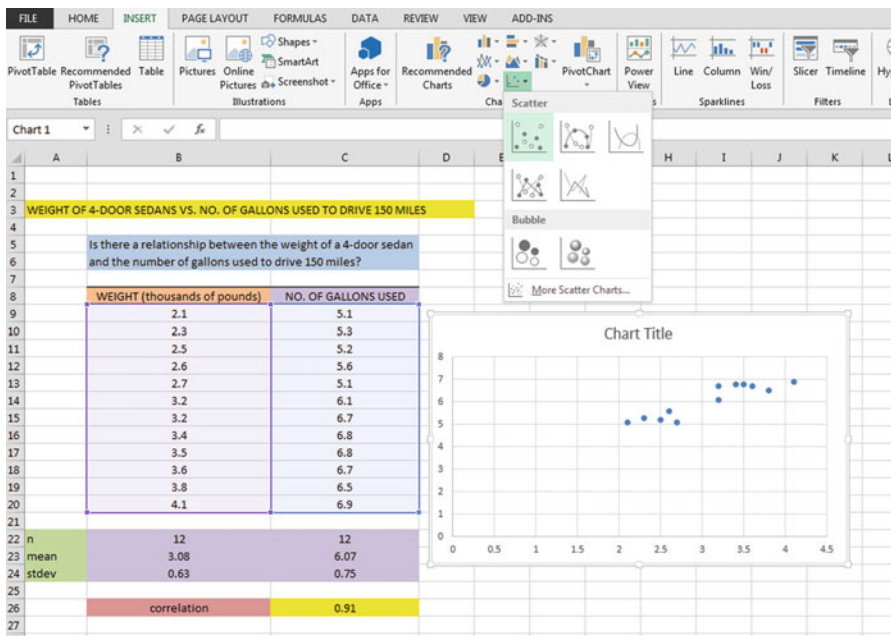 FILE HOME INSERT PAGE LAYOUT FORMULAS DATA REVIEW VIEW ADD-INS
PivotTable Recommended PivotTables Table
Tables
Pictures Online Pictures Shapes SmartArt Screenshot
Illustrations
Apps for Office
Apps
Recommended Charts
Cha
PivotChart
Power View
s
Line Column Win/Loss
Sparklines
Slicer Timeline
Filters
Hy
Scatter
Bubble
More Scatter Charts...
Chart 1 fx
A B C D E H I J K L
1
2
3 WEIGHT OF 4-DOOR SEDANS VS. NO. OF GALLONS USED TO DRIVE 150 MILES
4
5 Is there a relationship between the weight of a 4-door sedan
6 and the number of gallons used to drive 150 miles?
7
8 WEIGHT (thousands of pounds) NO. OF GALLONS USED
9 2.1 5.1
10 2.3 5.3
11 2.5 5.2
12 2.6 5.6
13 2.7 5.1
14 3.2 6.1
15 3.2 6.7
16 3.4 6.8
17 3.5 6.8
18 3.6 6.7
19 3.8 6.5
20 4.1 6.9
21
22 n 12 12
23 mean 3.08 6.07
24 stdev 0.63 0.75
25
26 correlation 0.91
27
Chart Title
8
7
6
5
4
3
2
1
0
0 0.5 1 1.5 2 2.5 3 3.5 4 4.5